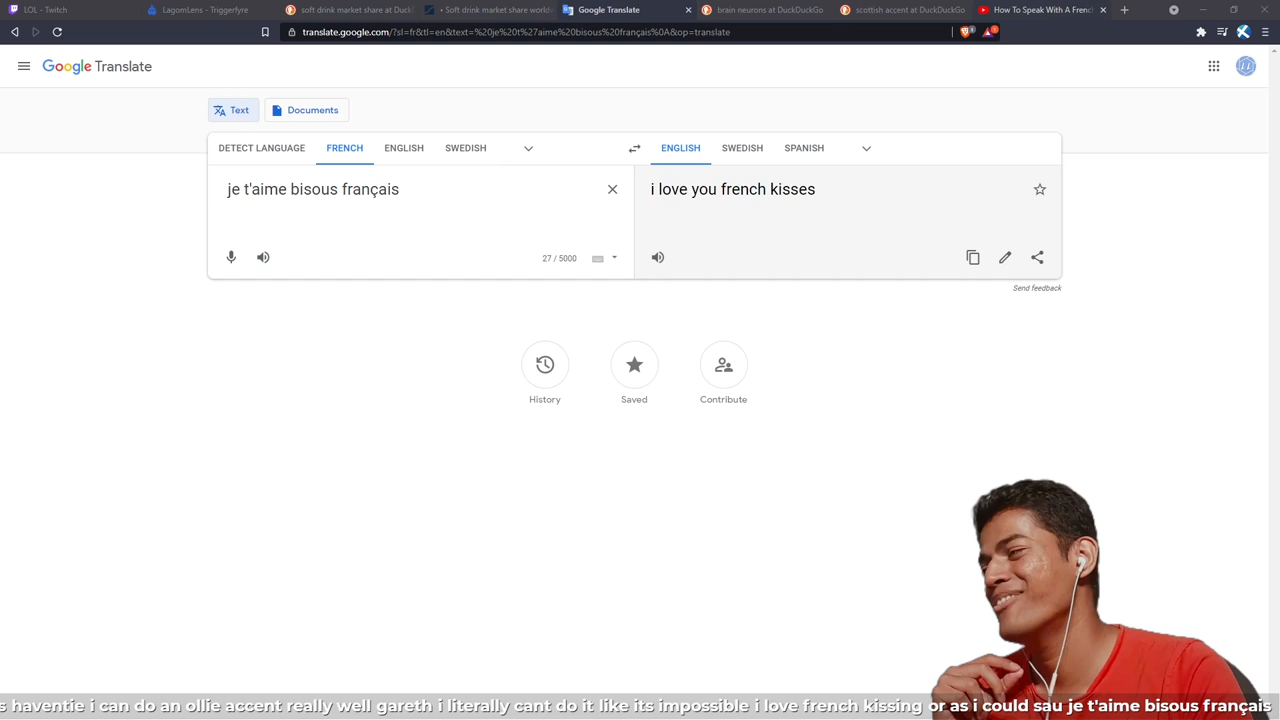 LOL - Twitch
LagomLens - Triggerfyre
soft drink market share at Duck
• Soft drink market share world
Google Translate
brain neurons at DuckDuckGo
scottish accent at DuckDuckGo
How To Speak With A Frenc
translate.google.com/?sl=fr&tl=en&text=%20je%20t%27aime%20bisous%20français%0A&op=translate
Google Translate
Text
Documents
DETECT LANGUAGE
FRENCH
ENGLISH
SWEDISH
ENGLISH
SWEDISH
SPANISH
je t'aime bisous français
i love you french kisses
27 / 5000
Send feedback
History
Saved
Contribute
s haventie i can do an ollie accent really well gareth i literally cant do it like its impossible i love french kissing or as i could sau je t'aime bisous français